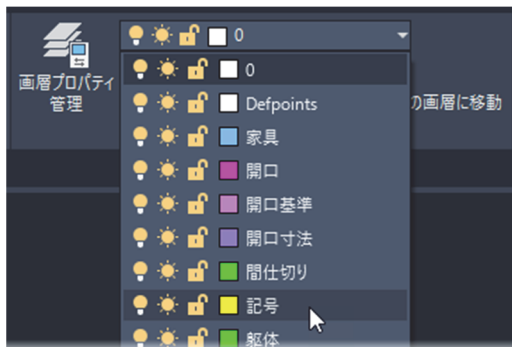 0
画層プロパティ
管理
の画層に移動
0
Defpoints
家具
開口
開口基準
開口寸法
間仕切り
記号
躯体